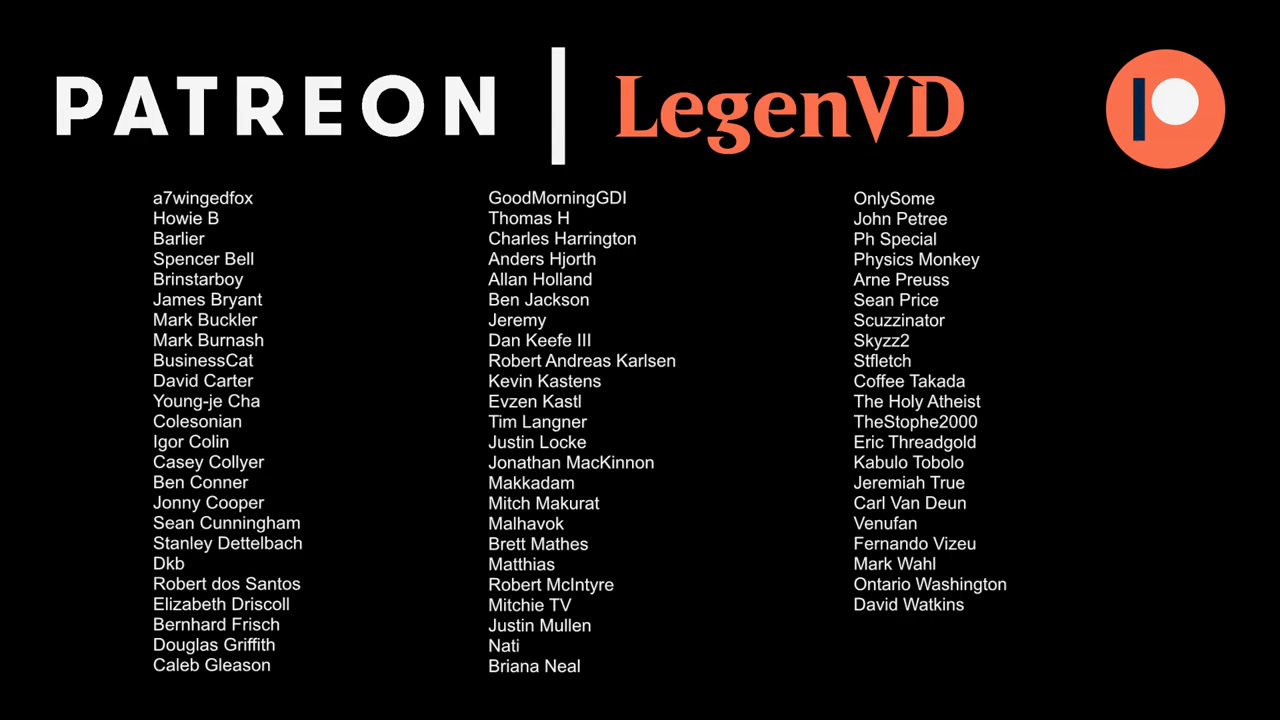 PATREON | LegenVD
a7wingedfox
Howie B
Barlier
Spencer Bell
Brinstarboy
James Bryant
Mark Buckler
Mark Burnash
BusinessCat
David Carter
Young-je Cha
Colesonian
Igor Colin
Casey Collyer
Ben Conner
Jonny Cooper
Sean Cunningham
Stanley Dettelbach
Dkb
Robert dos Santos
Elizabeth Driscoll
Bernhard Frisch
Douglas Griffith
Caleb Gleason
GoodMorningGDI
Thomas H
Charles Harrington
Anders Hjorth
Allan Holland
Ben Jackson
Jeremy
Dan Keefe III
Robert Andreas Karlsen
Kevin Kastens
Evzen Kastl
Tim Langner
Justin Locke
Jonathan MacKinnon
Makkadam
Mitch Makurat
Malhavok
Brett Mathes
Matthias
Robert McIntyre
Mitchie TV
Justin Mullen
Nati
Briana Neal
OnlySome
John Petree
Ph Special
Physics Monkey
Arne Preuss
Sean Price
Scuzzinator
Skyzz2
Stfletch
Coffee Takada
The Holy Atheist
TheStophe2000
Eric Threadgold
Kabulo Tobolo
Jeremiah True
Carl Van Deun
Venufan
Fernando Vizeu
Mark Wahl
Ontario Washington
David Watkins